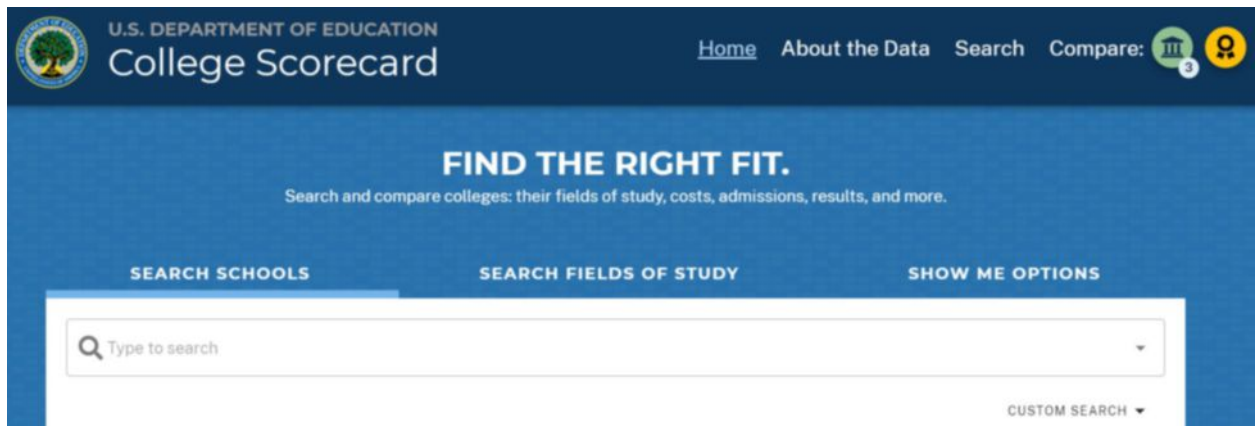 U.S. DEPARTMENT OF EDUCATION
College Scorecard
Home About the Data Search Compare: 3
FIND THE RIGHT FIT.
Search and compare colleges: their fields of study, costs, admissions, results, and more.
SEARCH SCHOOLS SEARCH FIELDS OF STUDY SHOW ME OPTIONS
Type to search
CUSTOM SEARCH